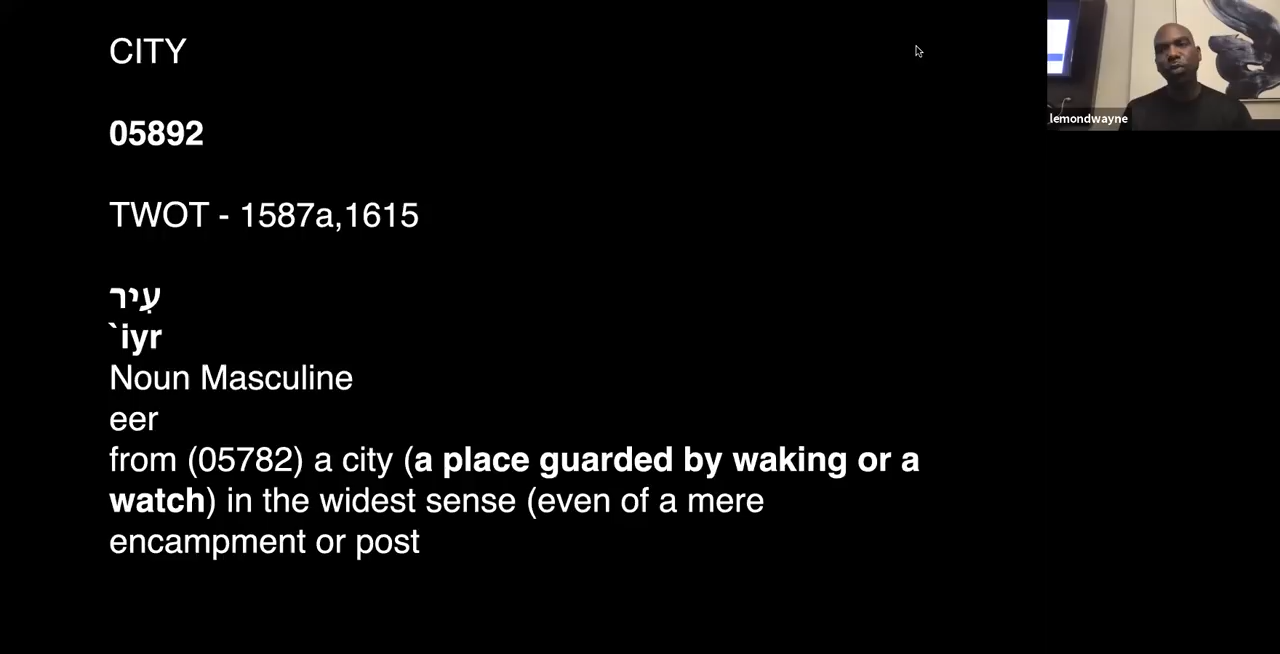 CITY
05892
TWOT - 1587a,1615
עִיר
`iyr
Noun Masculine
eer
from (05782) a city (a place guarded by waking or a
watch) in the widest sense (even of a mere
encampment or post
lemondwayne